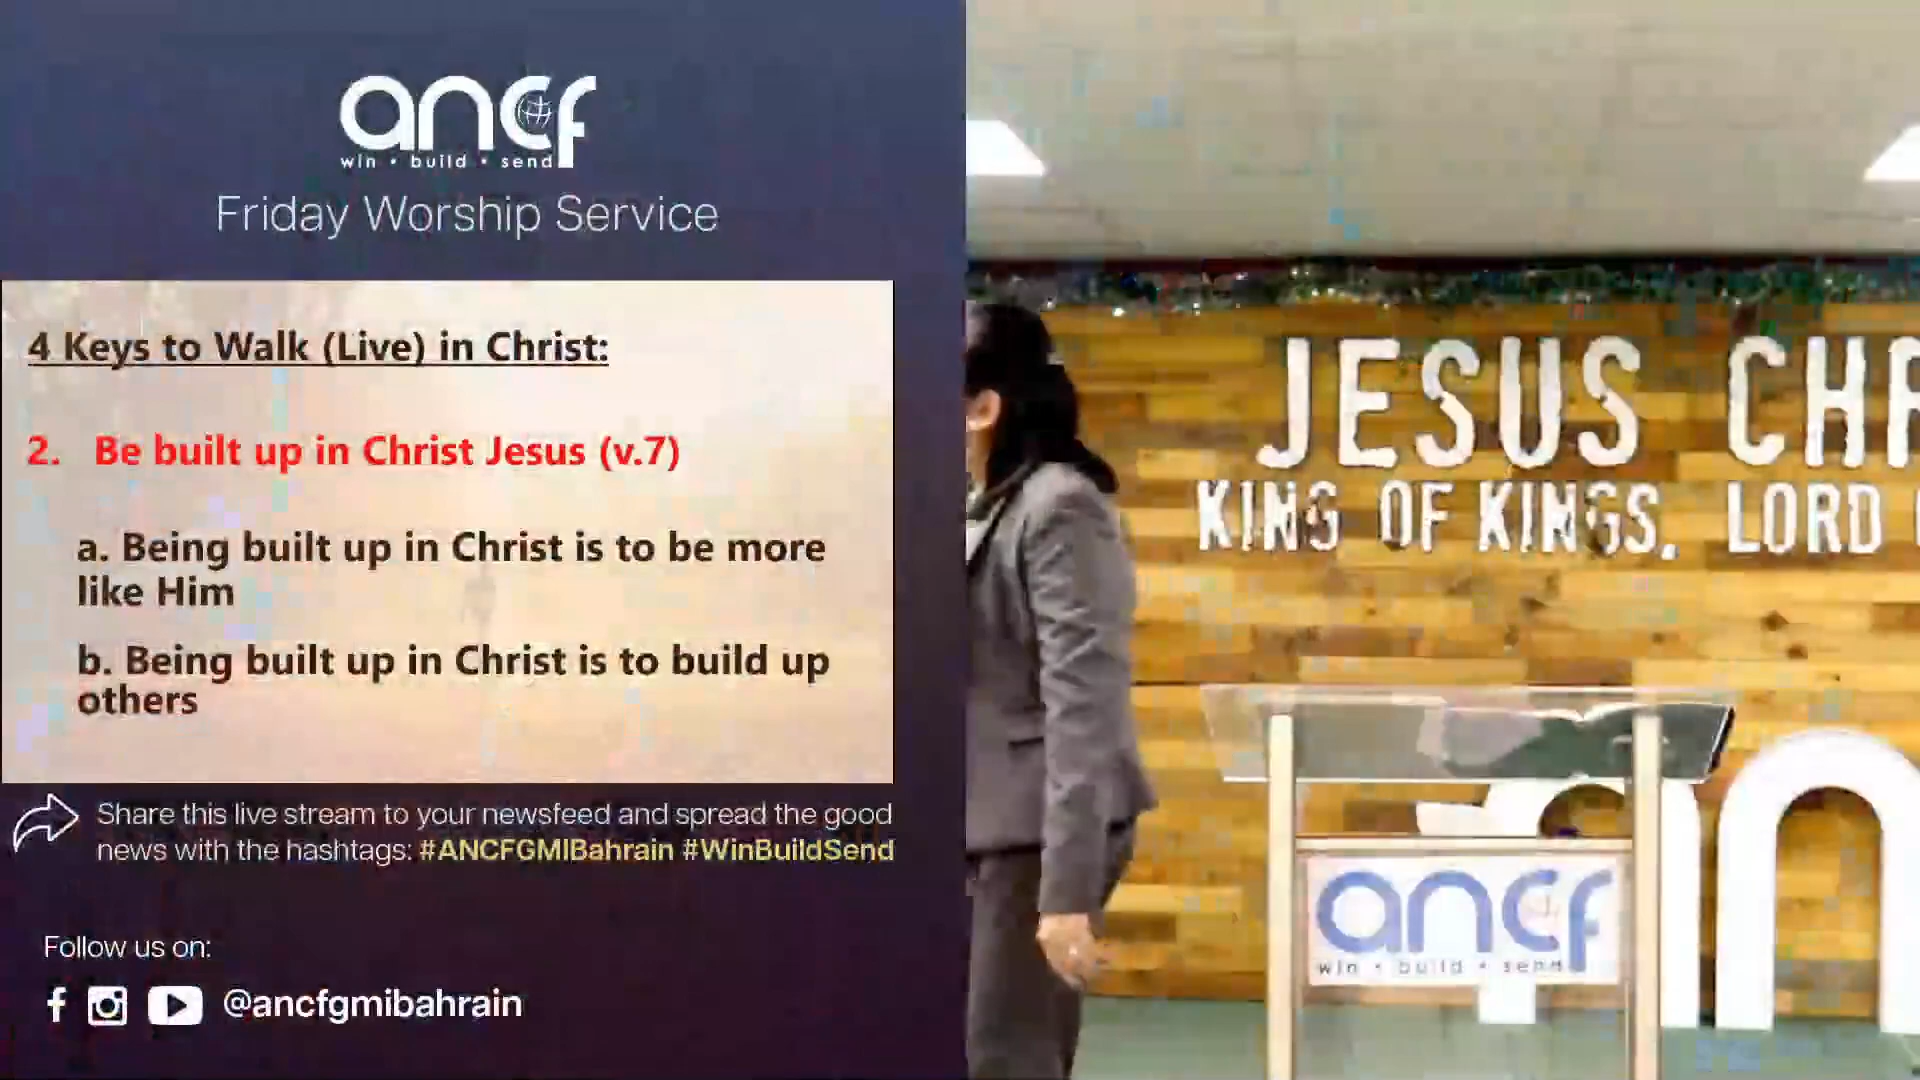 ancf
win • build • send
Friday Worship Service
4 Keys to Walk (Live) in Christ:
2. Be built up in Christ Jesus (v.7)
a. Being built up in Christ is to be more
like Him
b. Being built up in Christ is to build up
others
Share this live stream to your newsfeed and spread the good
news with the hashtags: #ANCFGMIBahrain #WinBuildSend
Follow us on:
@ancfgmibahrain
JESUS CHR
KING OF KINGS. LORD
ancf
win • build • send